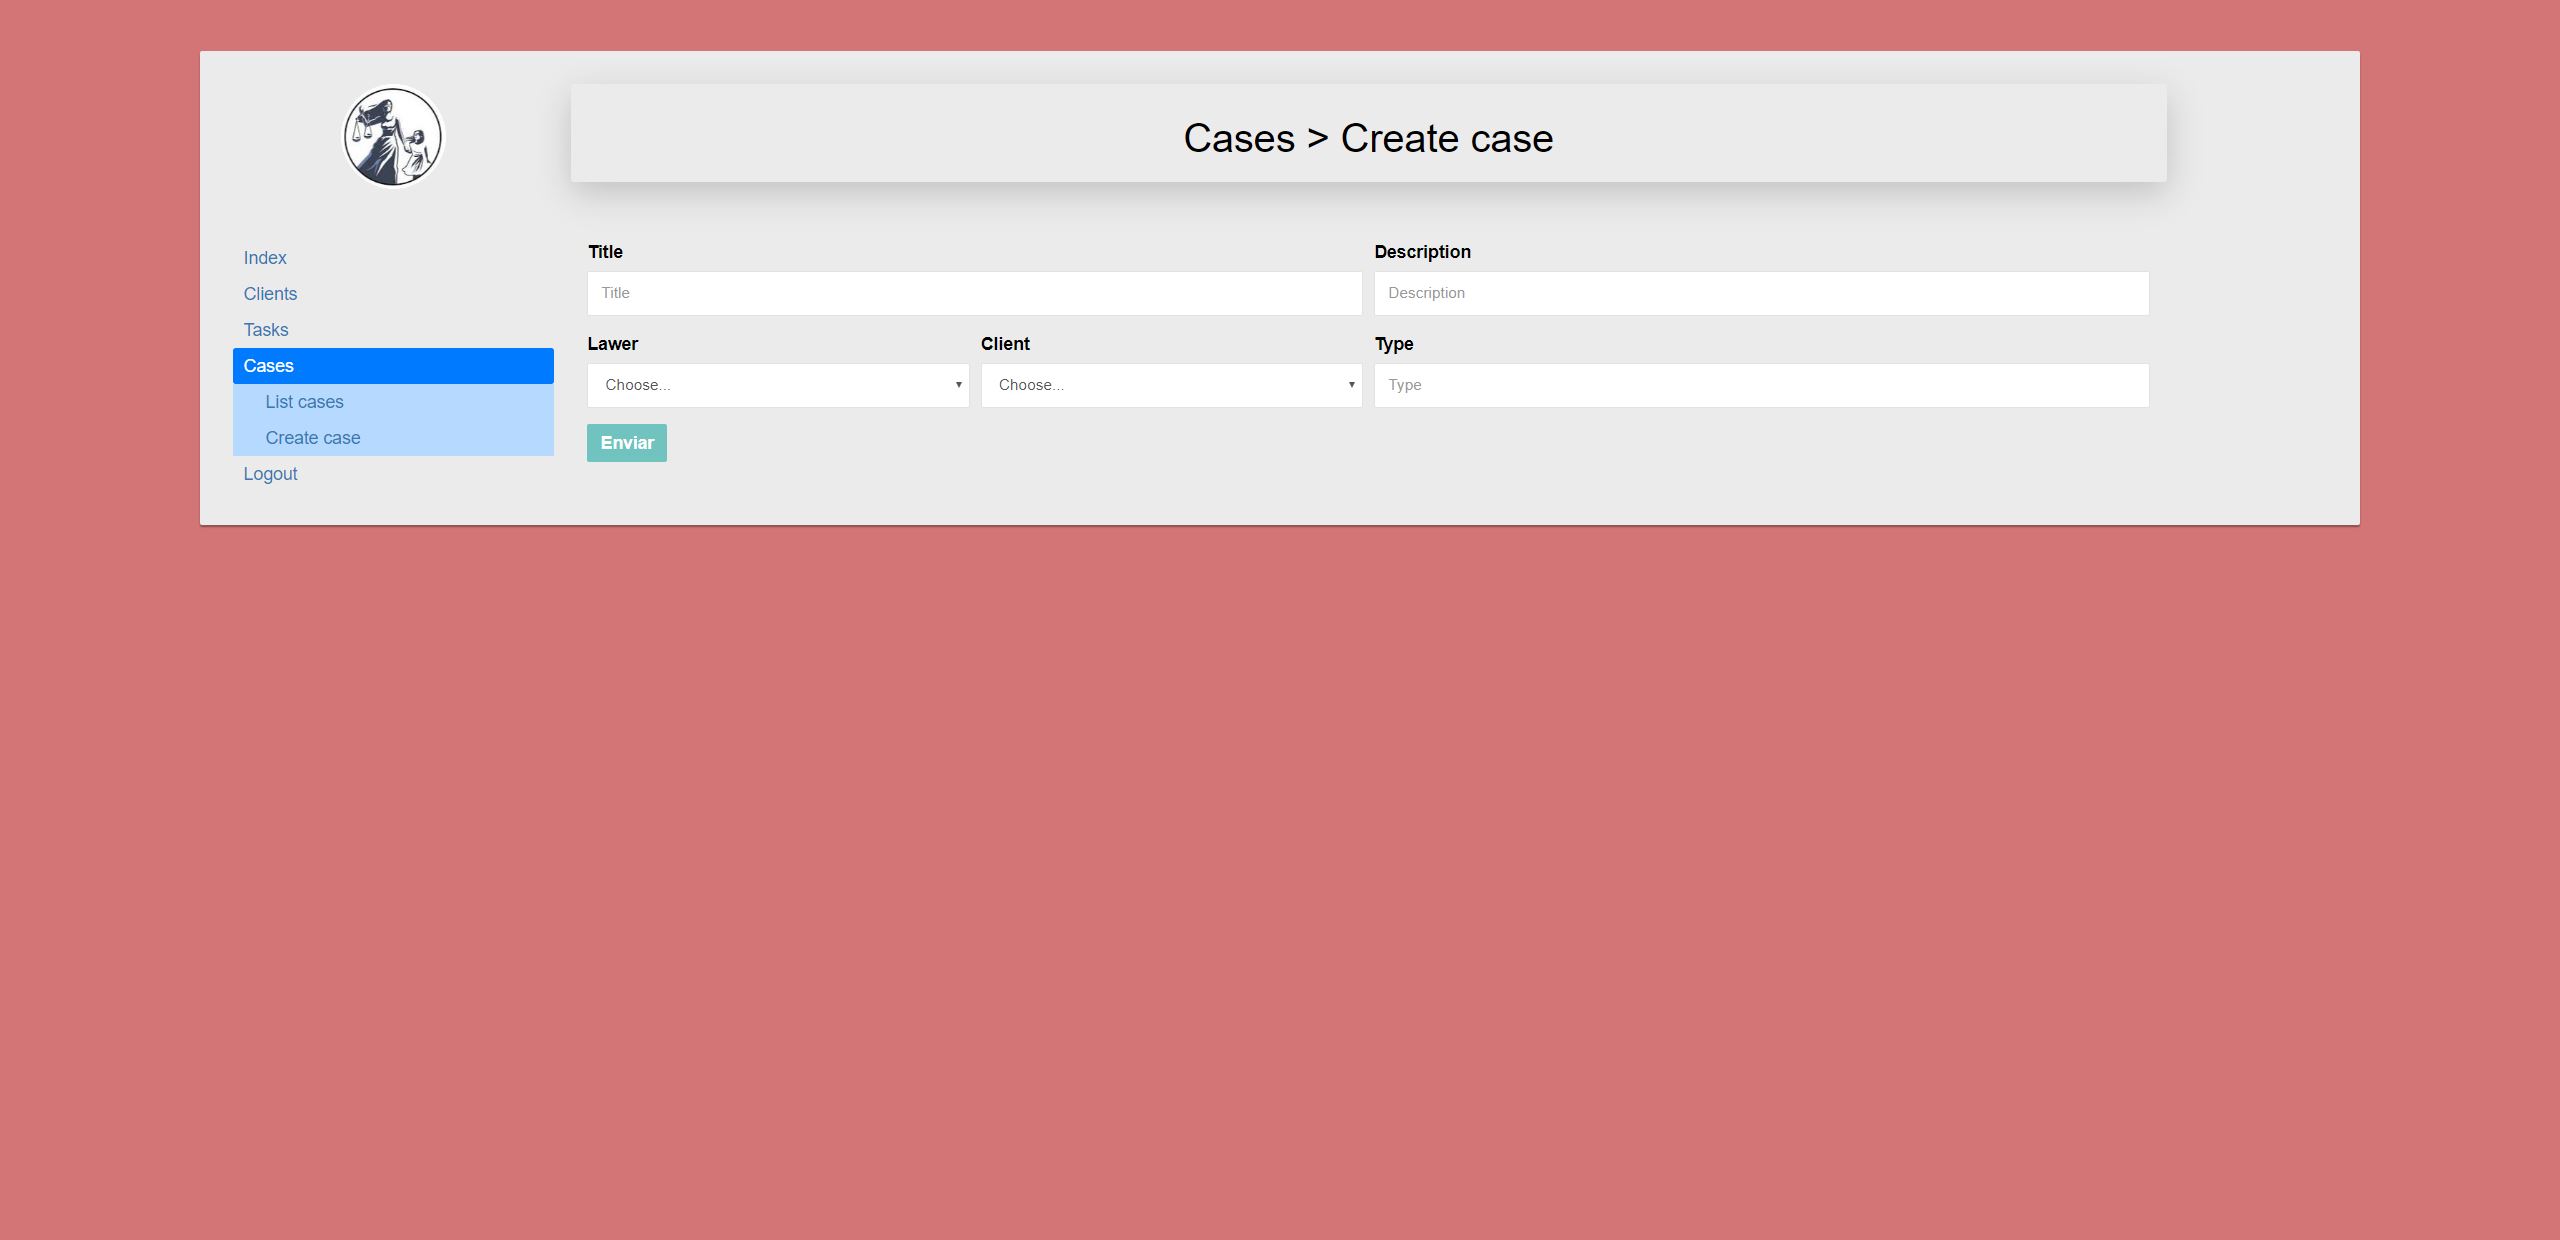 Cases > Create case
Index
Clients
Tasks
Cases
List cases
Create case
Logout
Title
Description
Title
Description
Lawer
Client
Type
Choose...
Choose...
Type
Enviar